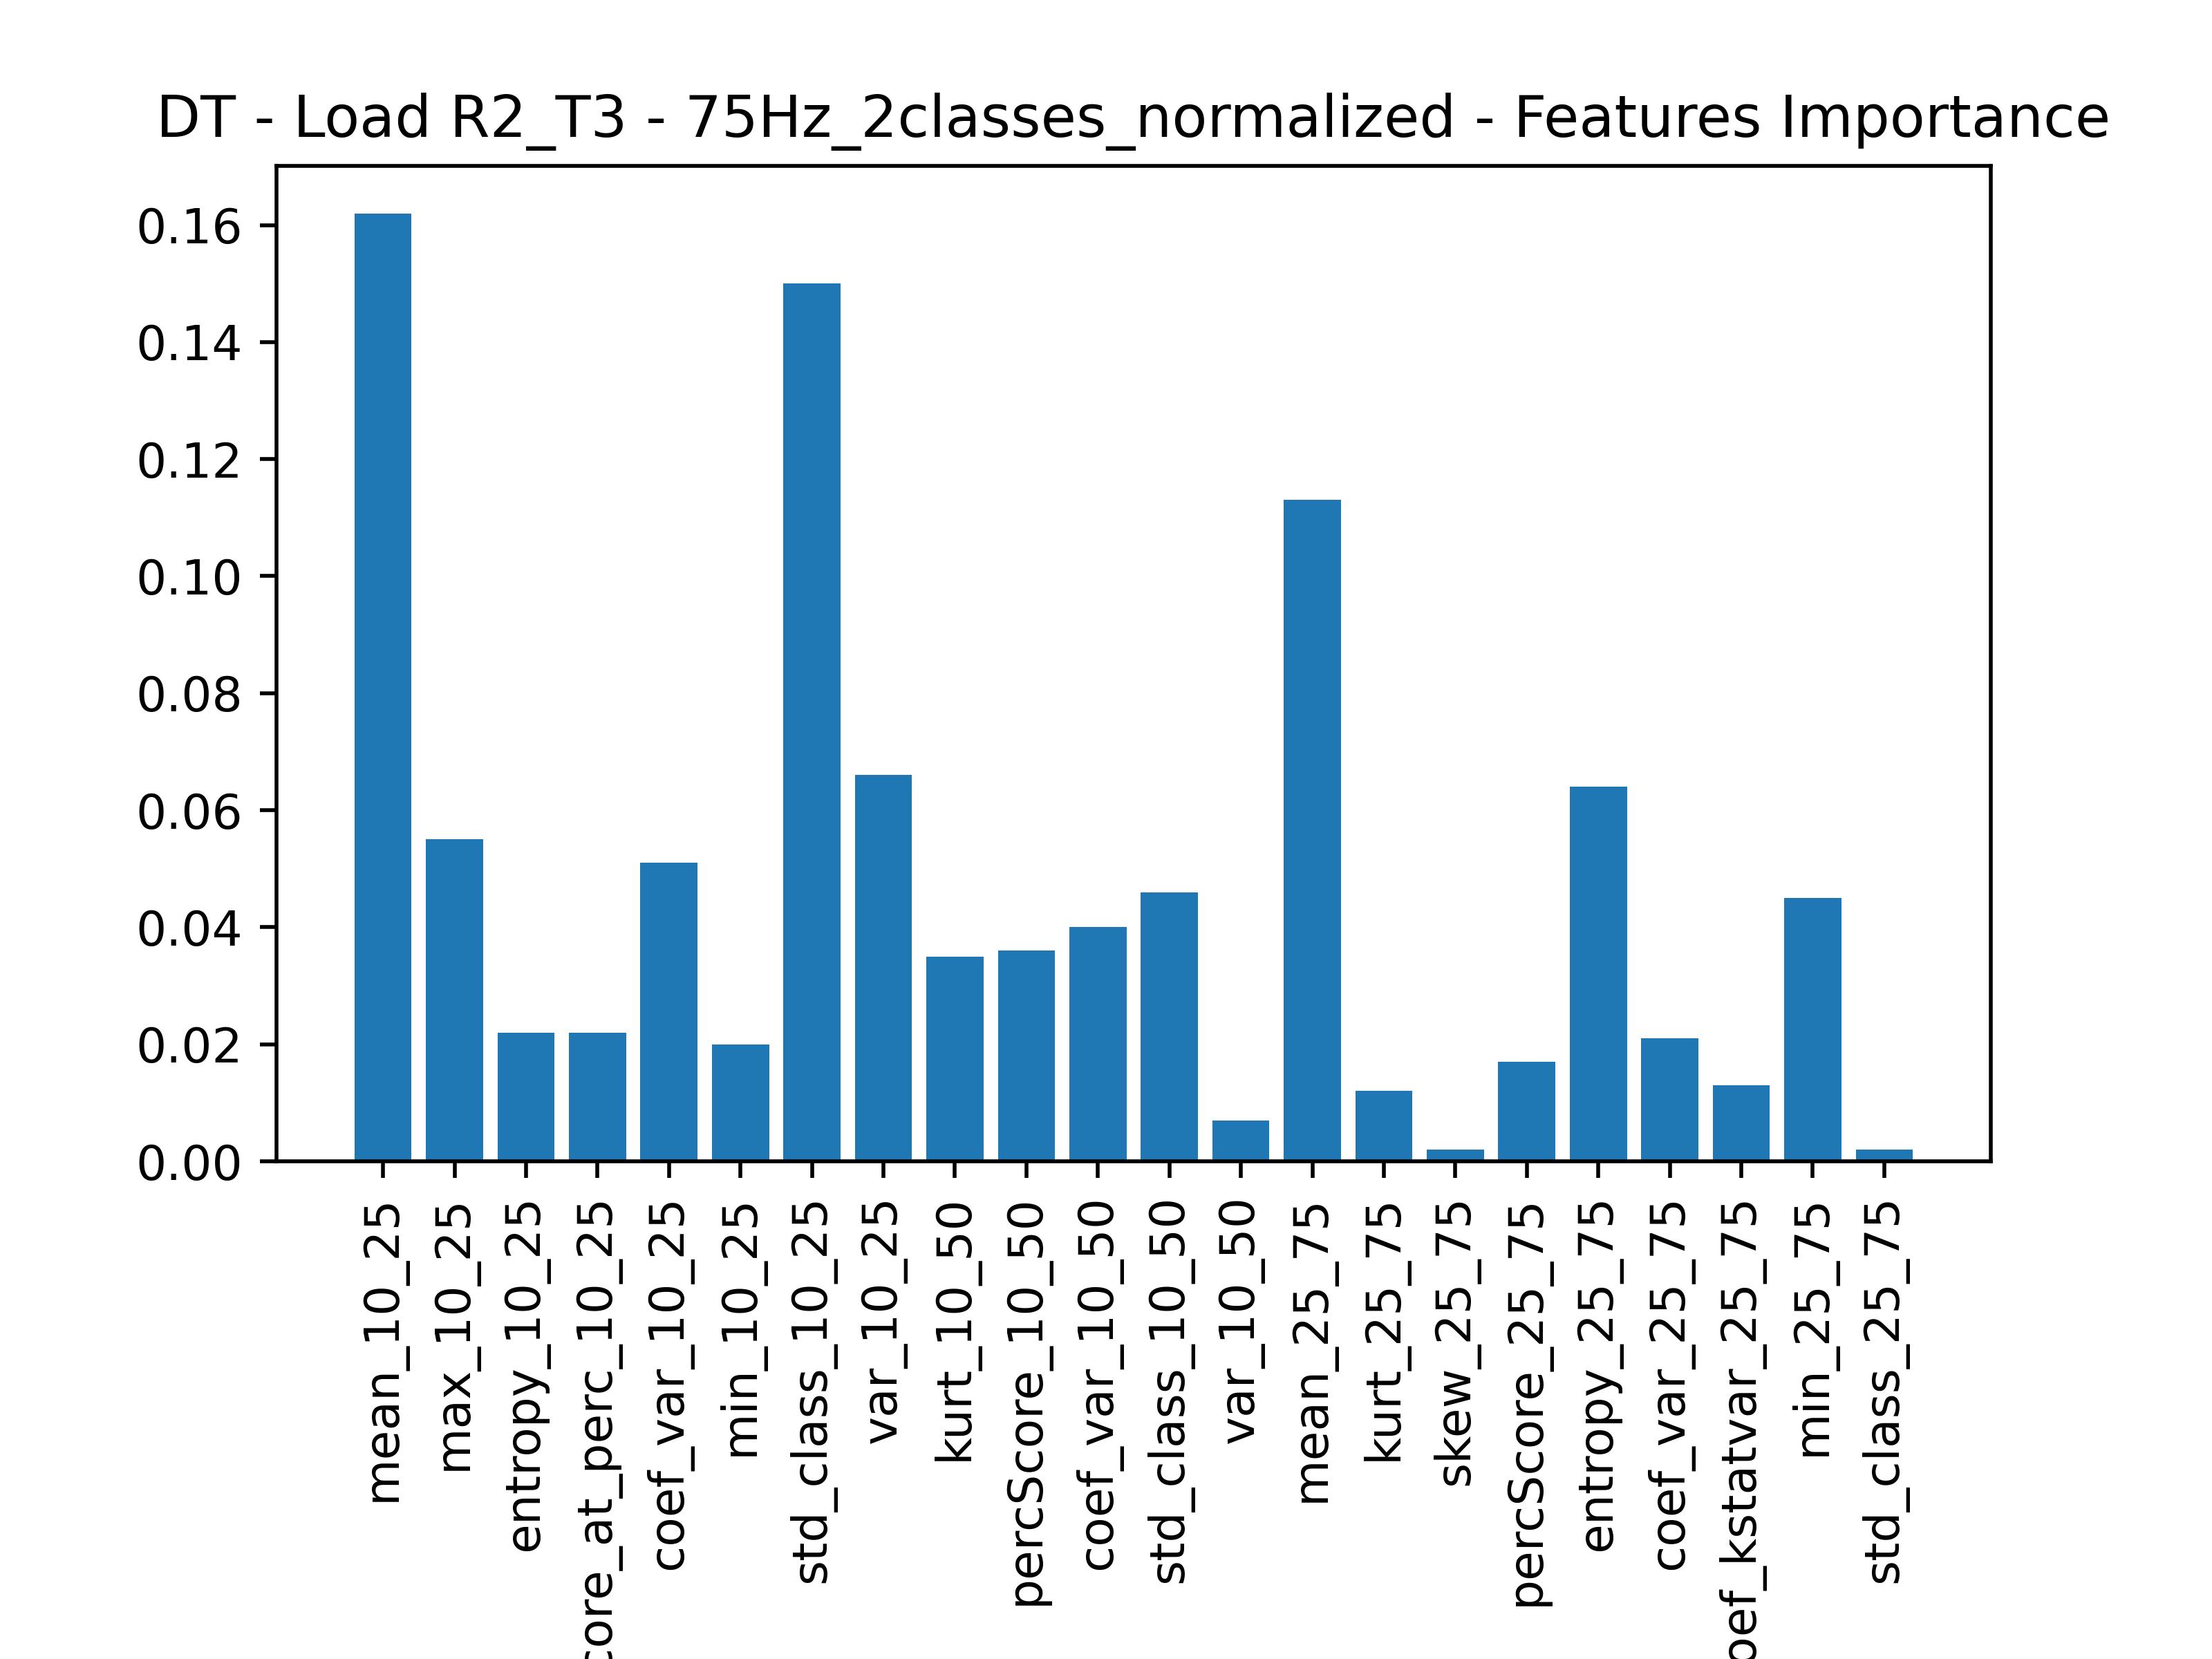 DT - Load R2_T3 - 75Hz_2classes_normalized - Features Importance
0.16
0.14
0.12
0.10
0.08
0.06
0.04
0.02
0.00
mean_10_25
max_10_25
entropy_10_25
core_at_perc_10_25
coef_var_10_25
min_10_25
std_class_10_25
var_10_25
kurt_10_50
percScore_10_50
coef_var_10_50
std_class_10_50
var_10_50
mean_25_75
kurt_25_75
skew_25_75
percScore_25_75
entropy_25_75
coef_var_25_75
oef_kstatvar_25_75
min_25_75
std_class_25_75